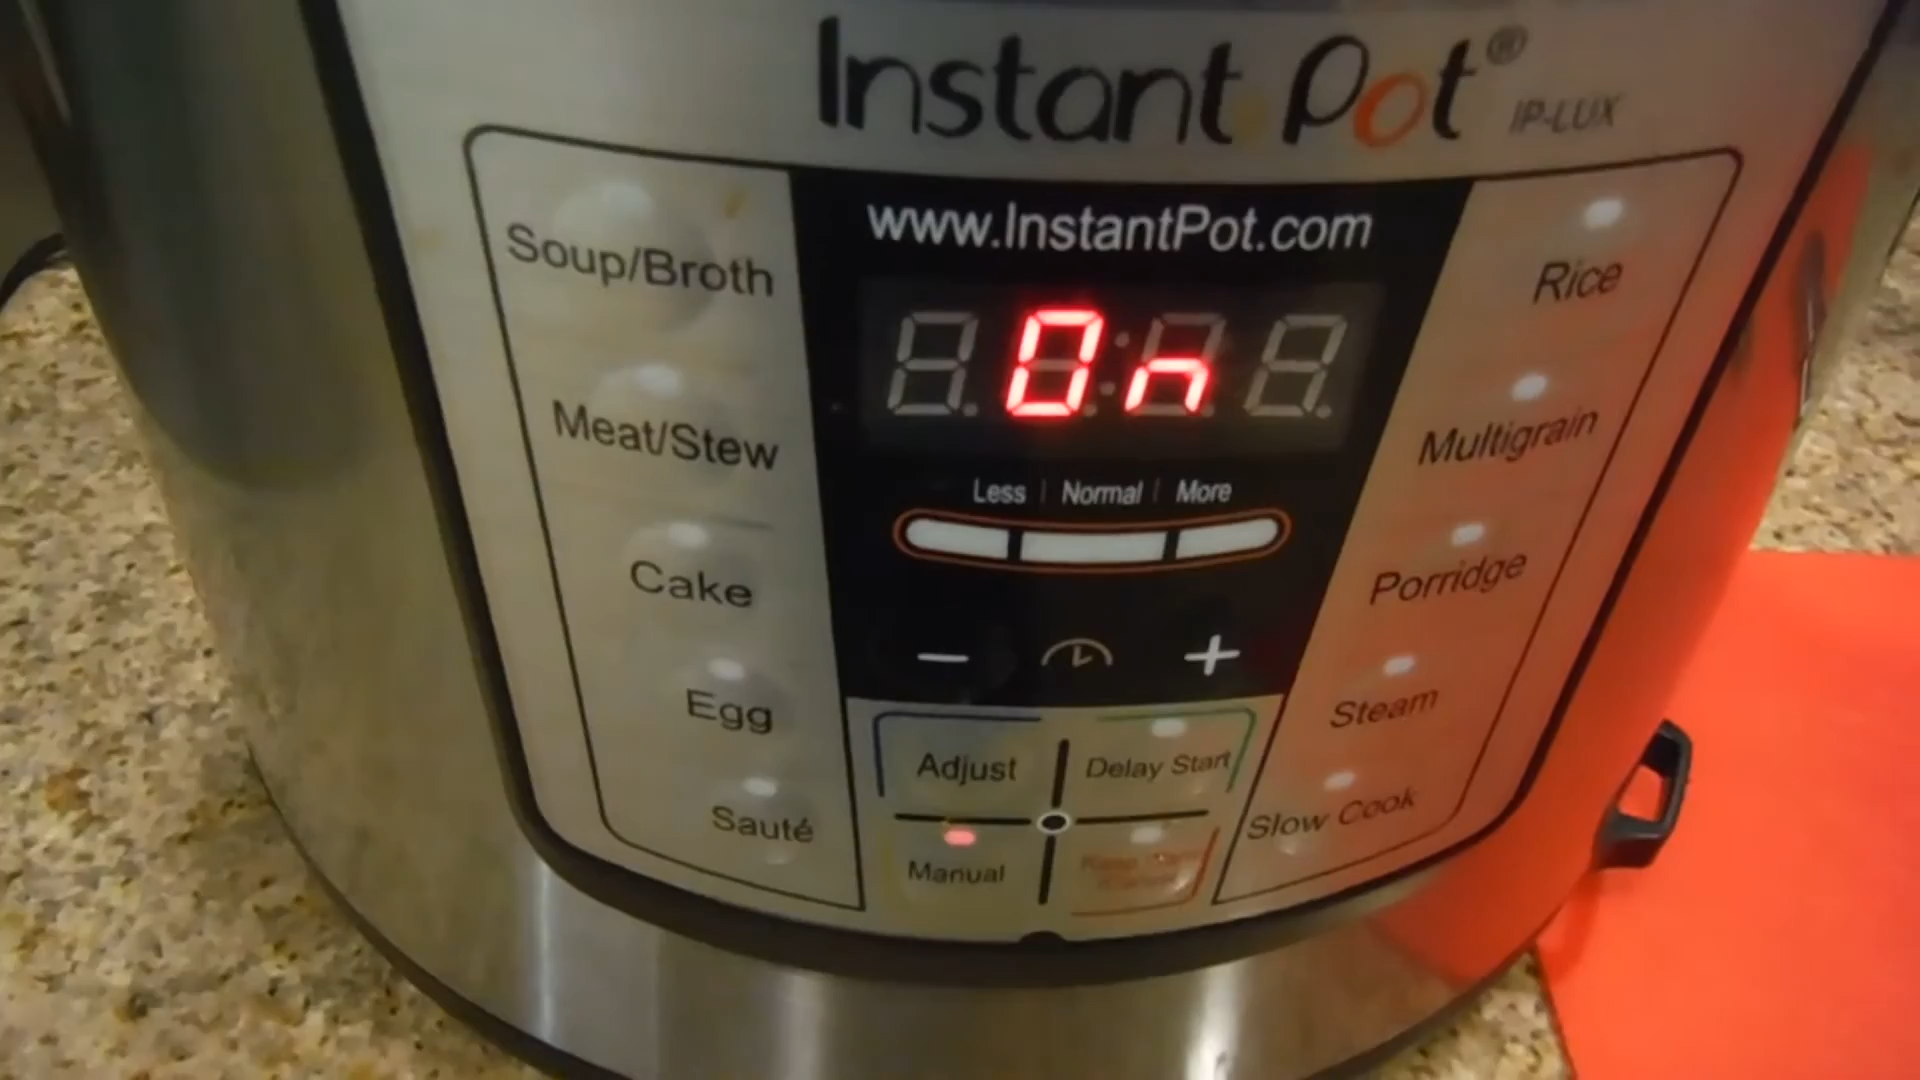 Instant Pot®
IP-LUX
www.InstantPot.com
On
Less | Normal | More
− +
Soup/Broth
Meat/Stew
Cake
Egg
Sauté
Rice
Multigrain
Porridge
Steam
Slow Cook
Adjust
Delay Start
Manual